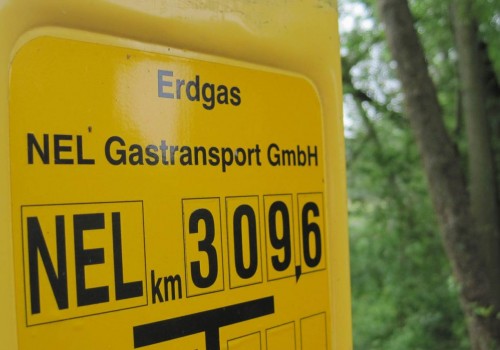 Erdgas
NEL Gastransport GmbH
NEL km 309,6